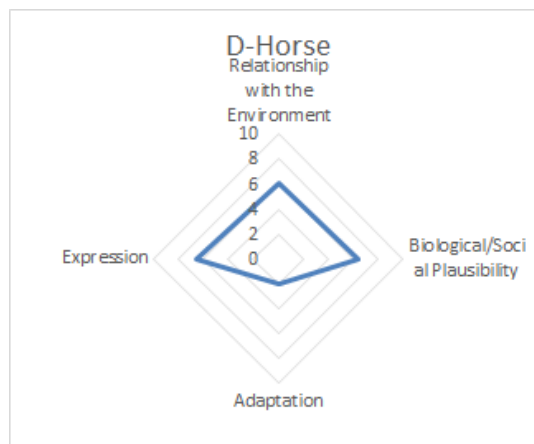 D-Horse
Relationship
with the
Environment
10
8
6
4
2
0
Expression
Biological/Soci
al Plausibility
Adaptation